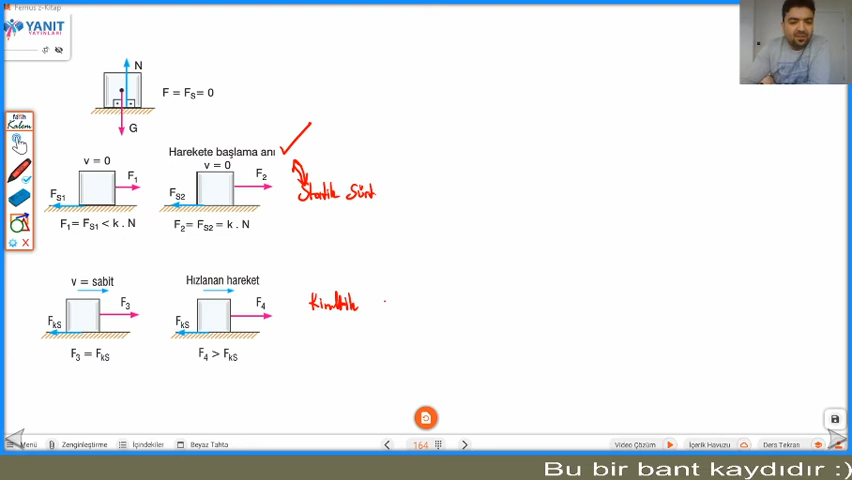 Fernus z-Kitap
YANIT
YAYINLARI
N
F = FS = 0
G
fatih
Kalem
Harekete başlama anı
v = 0
v = 0
F1
F2
FS1
FS2
Statik Sürt
F1 = FS1 < k . N
F2 = FS2 = k . N
v = sabit
Hızlanan hareket
F3
F4
Kinetik
FkS
FkS
F3 = FkS
F4 > FkS
Menü
Zenginleştirme
İçindekiler
Beyaz Tahta
164
Video Çözüm
İçerik Havuzu
Ders Tekrarı
Bu bir bant kaydıdır :)